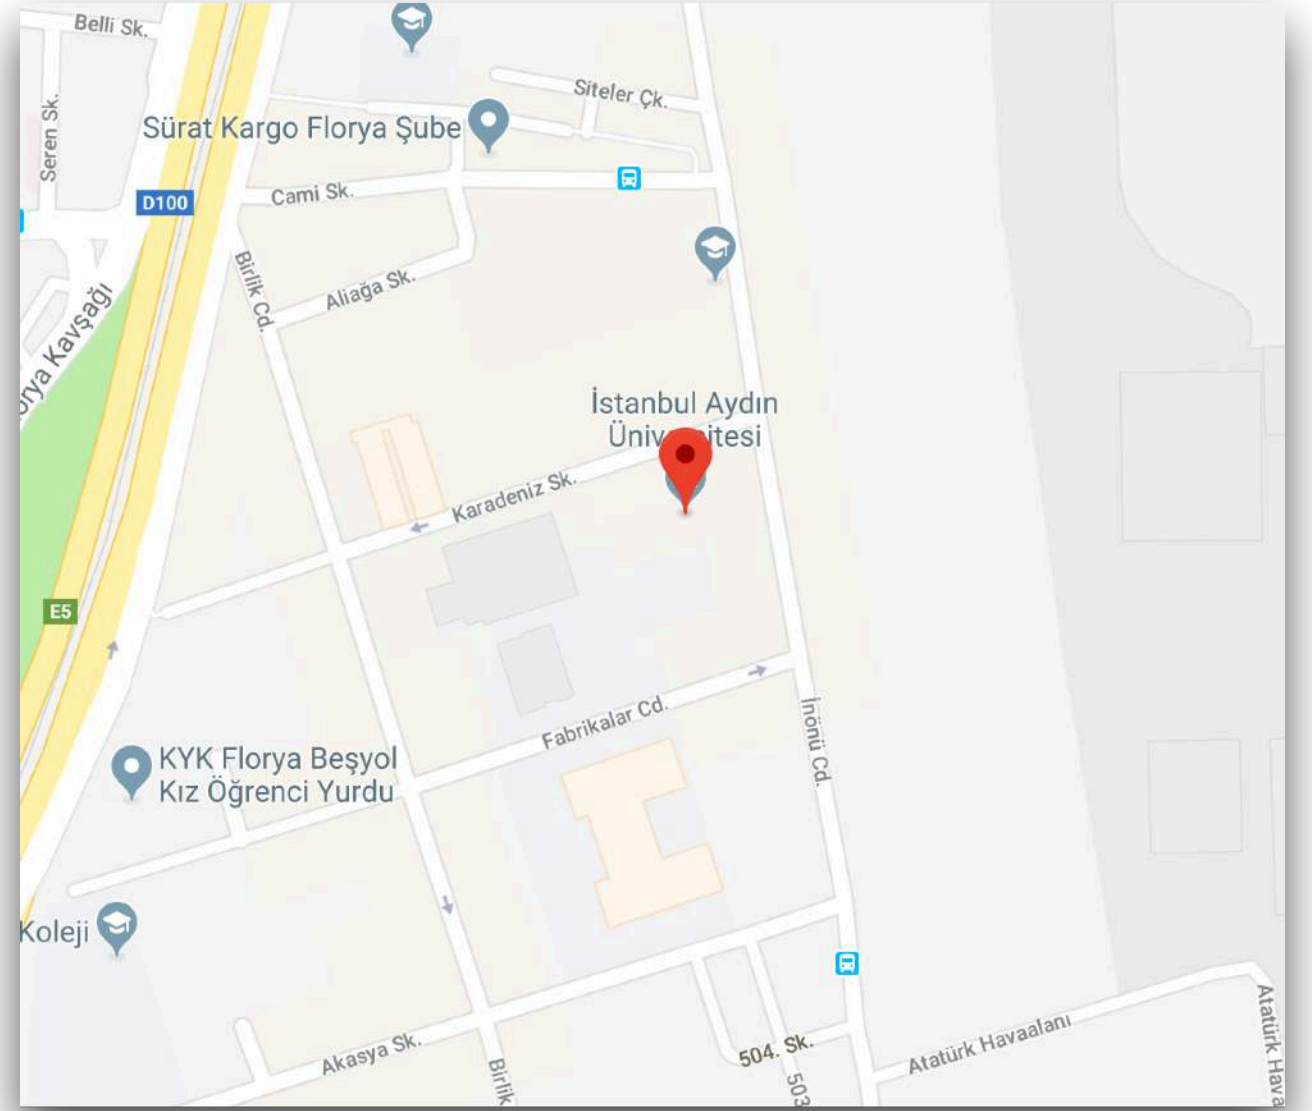 Belli Sk.
Seren Sk.
Siteler Çk.
Sürat Kargo Florya Şube
Cami Sk.
D100
Birlik Cd.
Aliağa Sk.
orya Kavşağı
İstanbul Aydın
Üniversitesi
Karadeniz Sk.
E5
Fabrikalar Cd.
İnönü Cd.
KYK Florya Beşyol
Kız Öğrenci Yurdu
Koleji
Akasya Sk.
Birlik
504. Sk.
503
Atatürk Havaalanı
Atatürk Hava